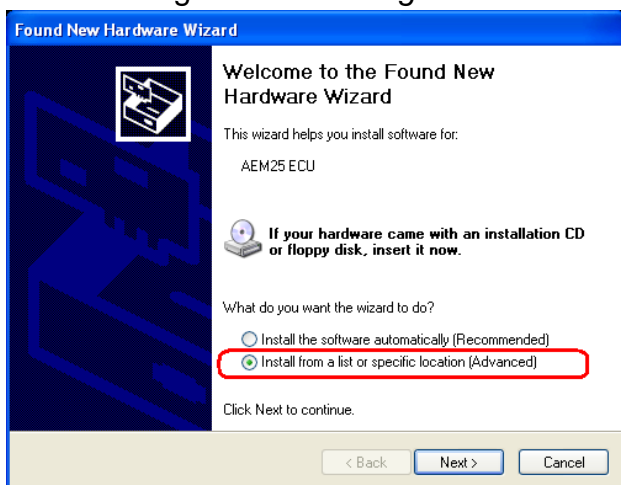 Found New Hardware Wizard
Welcome to the Found New
Hardware Wizard
This wizard helps you install software for:
AEM25 ECU
If your hardware came with an installation CD
or floppy disk, insert it now.
What do you want the wizard to do?
Install the software automatically (Recommended)
Install from a list or specific location (Advanced)
Click Next to continue.
< Back
Next >
Cancel